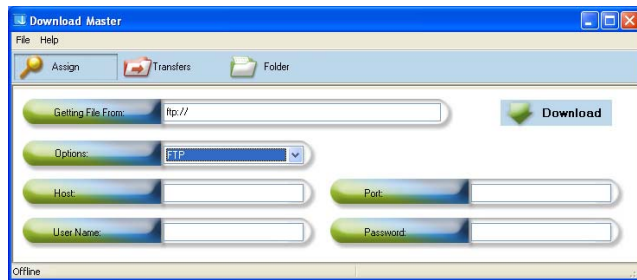 Download Master
File Help
Assign Transfers Folder
Getting File From: ftp:// Download
Options: FTP
Host: Port:
User Name: Password:
Offline